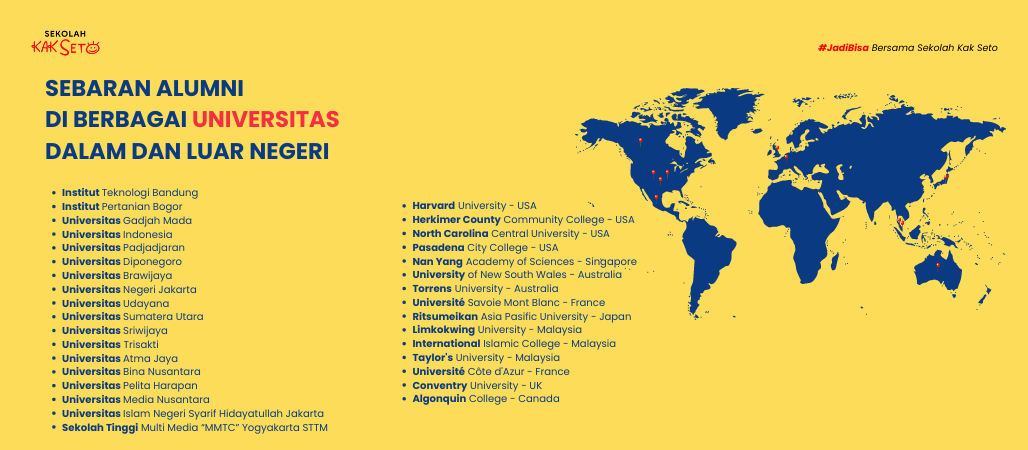 SEKOLAH
KAK SETO
#JadiBisa Bersama Sekolah Kak Seto
SEBARAN ALUMNI
DI BERBAGAI UNIVERSITAS
DALAM DAN LUAR NEGERI
• Institut Teknologi Bandung
• Institut Pertanian Bogor
• Universitas Gadjah Mada
• Universitas Indonesia
• Universitas Padjadjaran
• Universitas Diponegoro
• Universitas Brawijaya
• Universitas Negeri Jakarta
• Universitas Udayana
• Universitas Sumatera Utara
• Universitas Sriwijaya
• Universitas Trisakti
• Universitas Atma Jaya
• Universitas Bina Nusantara
• Universitas Pelita Harapan
• Universitas Media Nusantara
• Universitas Islam Negeri Syarif Hidayatullah Jakarta
• Sekolah Tinggi Multi Media “MMTC” Yogyakarta STTM
• Harvard University - USA
• Herkimer County Community College - USA
• North Carolina Central University - USA
• Pasadena City College - USA
• Nan Yang Academy of Sciences - Singapore
• University of New South Wales - Australia
• Torrens University - Australia
• Université Savoie Mont Blanc - France
• Ritsumeikan Asia Pasific University - Japan
• Limkokwing University - Malaysia
• International Islamic College - Malaysia
• Taylor's University - Malaysia
• Université Côte d'Azur - France
• Conventry University - UK
• Algonquin College - Canada